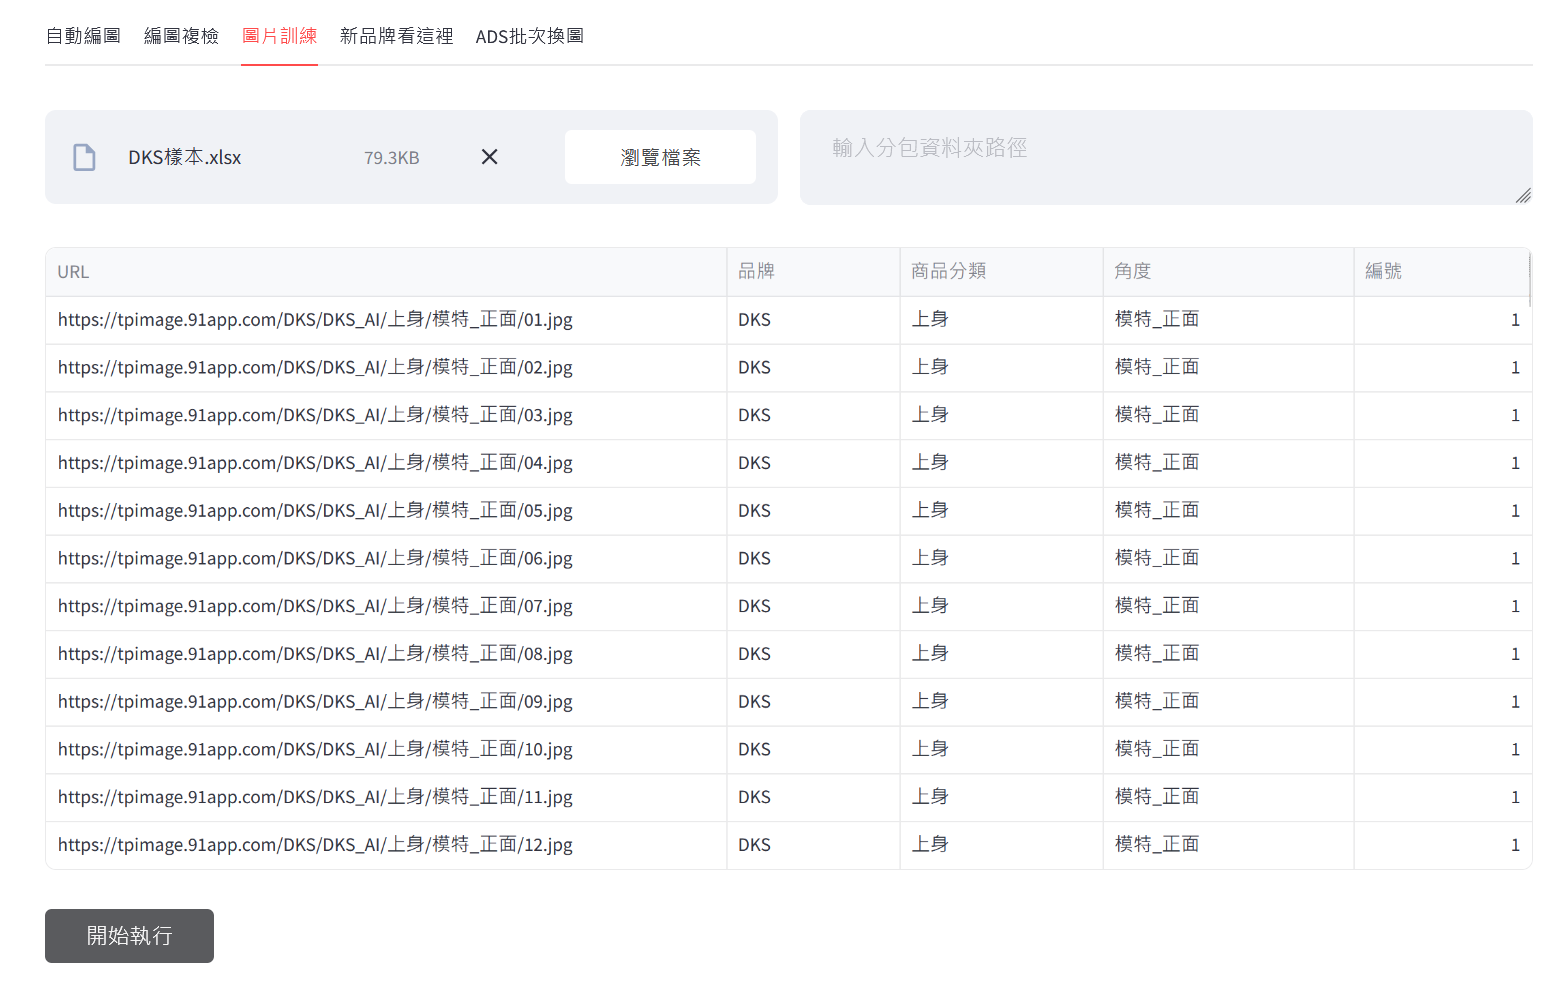 自動編圖 編圖複檢 圖片訓練 新品牌看這裡 ADS批次換圖
DKS樣本.xlsx 79.3KB 瀏覽檔案 輸入分包資料夾路徑
URL 品牌 商品分類 角度 編號
https://tpimage.91app.com/DKS/DKS_AI/上身/模特_正面/01.jpg DKS 上身 模特_正面 1
https://tpimage.91app.com/DKS/DKS_AI/上身/模特_正面/02.jpg DKS 上身 模特_正面 1
https://tpimage.91app.com/DKS/DKS_AI/上身/模特_正面/03.jpg DKS 上身 模特_正面 1
https://tpimage.91app.com/DKS/DKS_AI/上身/模特_正面/04.jpg DKS 上身 模特_正面 1
https://tpimage.91app.com/DKS/DKS_AI/上身/模特_正面/05.jpg DKS 上身 模特_正面 1
https://tpimage.91app.com/DKS/DKS_AI/上身/模特_正面/06.jpg DKS 上身 模特_正面 1
https://tpimage.91app.com/DKS/DKS_AI/上身/模特_正面/07.jpg DKS 上身 模特_正面 1
https://tpimage.91app.com/DKS/DKS_AI/上身/模特_正面/08.jpg DKS 上身 模特_正面 1
https://tpimage.91app.com/DKS/DKS_AI/上身/模特_正面/09.jpg DKS 上身 模特_正面 1
https://tpimage.91app.com/DKS/DKS_AI/上身/模特_正面/10.jpg DKS 上身 模特_正面 1
https://tpimage.91app.com/DKS/DKS_AI/上身/模特_正面/11.jpg DKS 上身 模特_正面 1
https://tpimage.91app.com/DKS/DKS_AI/上身/模特_正面/12.jpg DKS 上身 模特_正面 1
開始執行